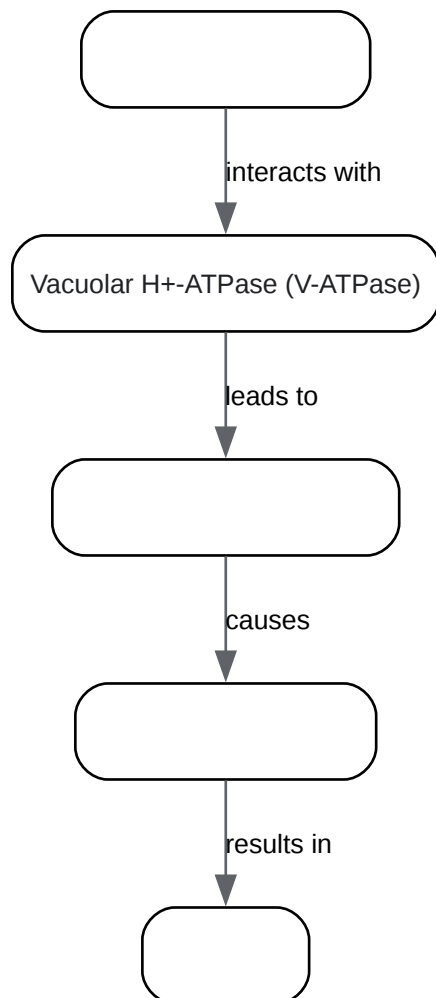 interacts with
Vacuolar H+-ATPase (V-ATPase)
leads to
causes
results in